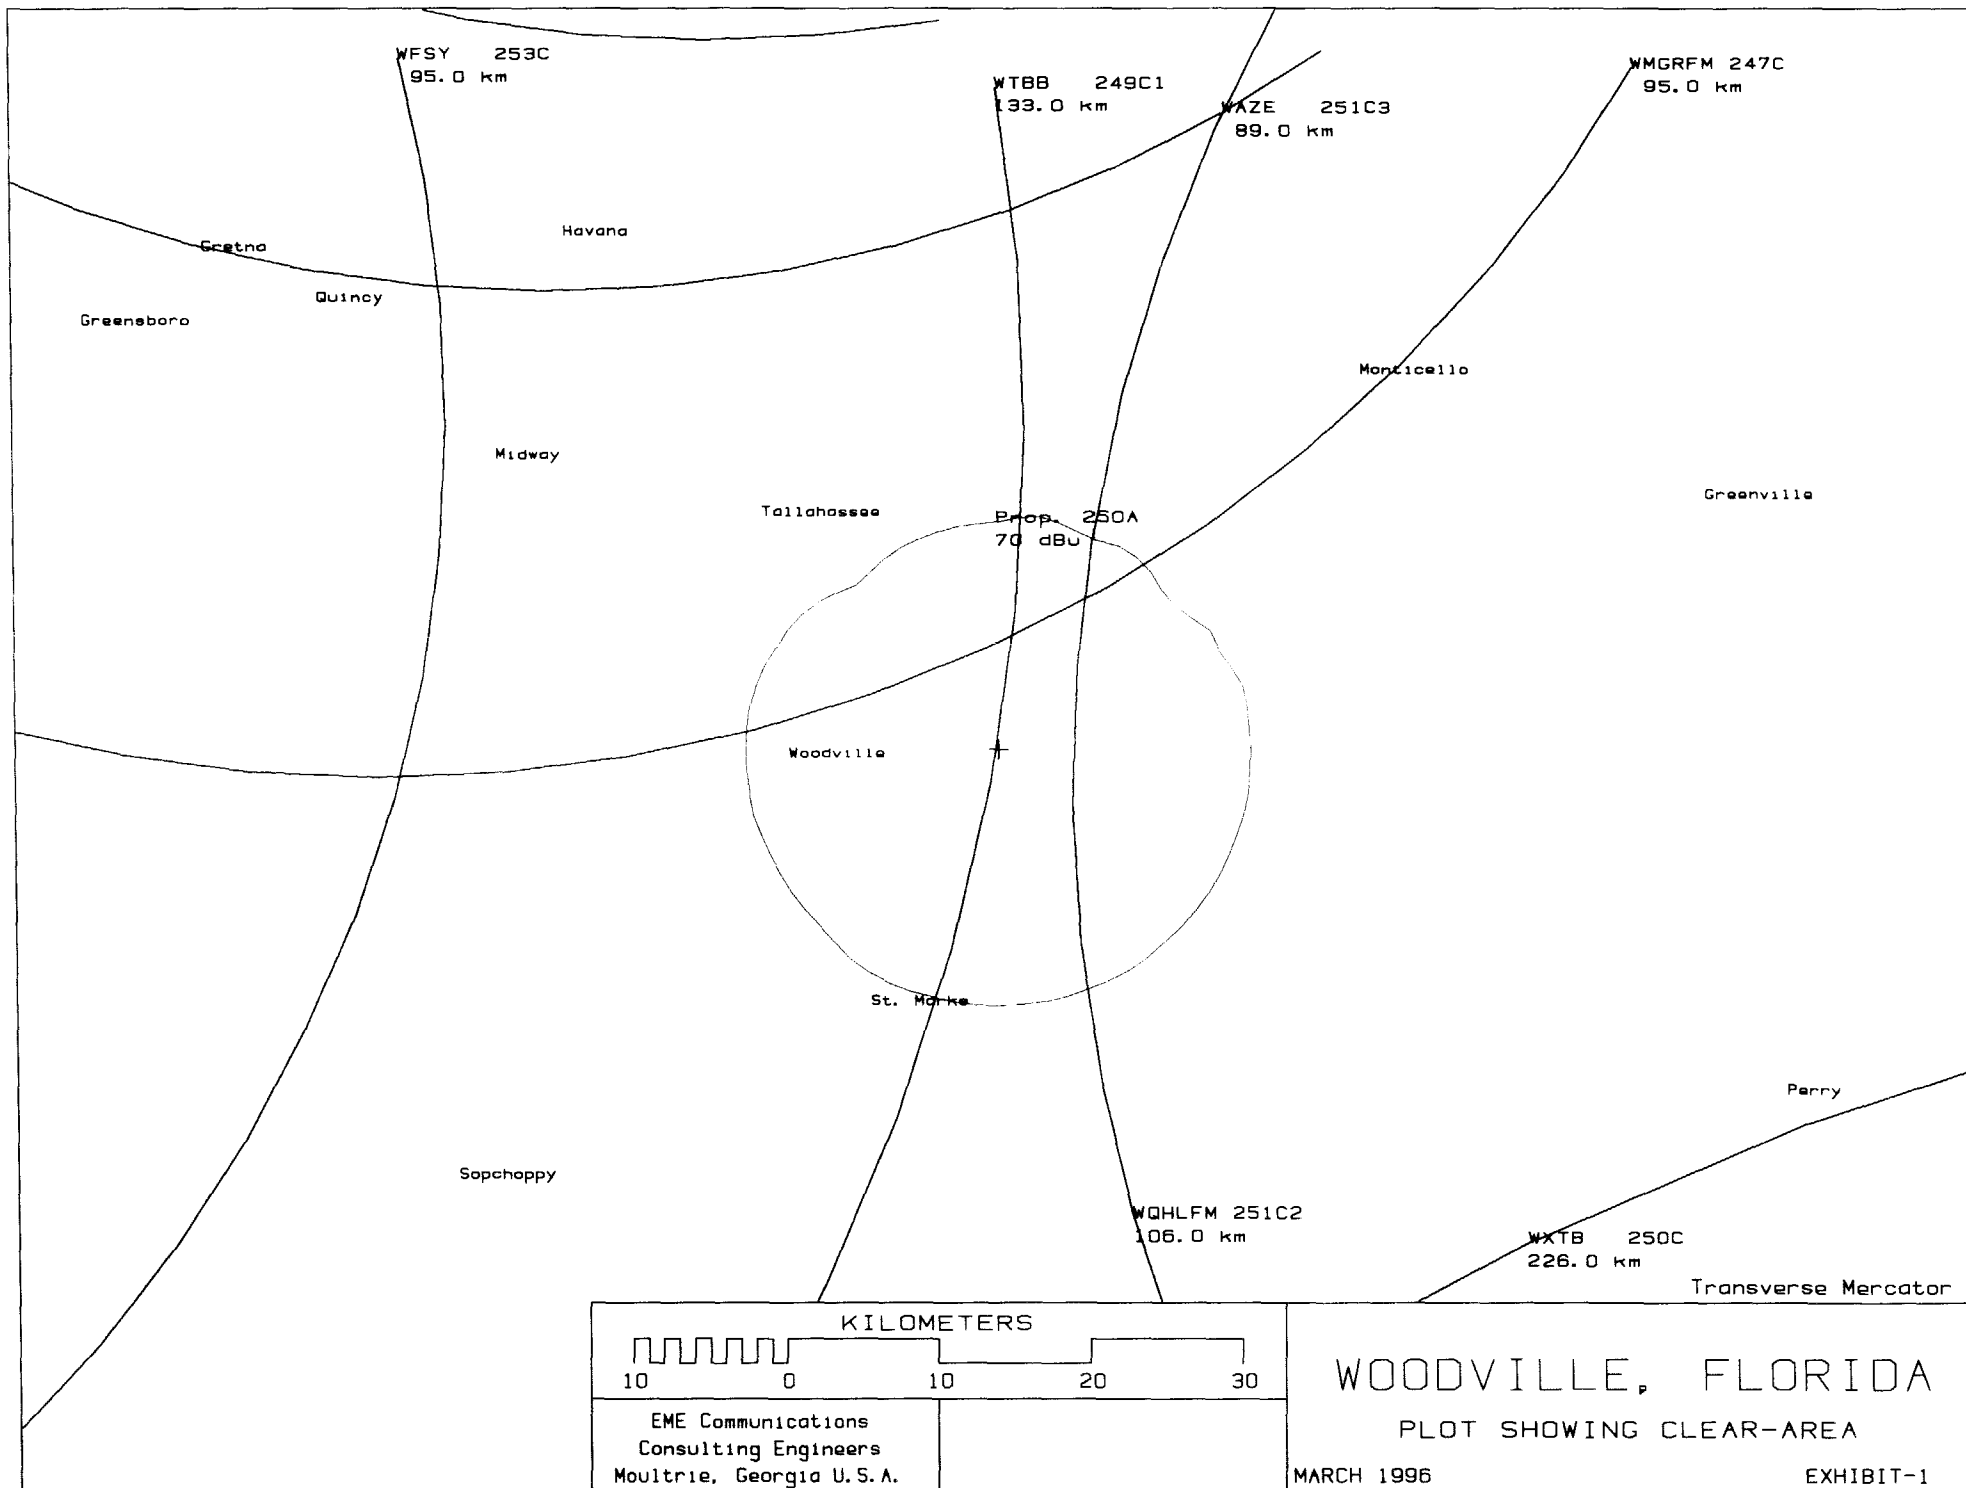 WFSY 253C
95.0 km
WTBB 249C1
133.0 km
WAZE 251C3
89.0 km
WMGRFM 247C
95.0 km
Havana
Gretna
Quincy
Greensboro
Monticello
Midway
Greenville
Tallahassee
Prop. 250A
70 dBu
Woodville
St. Marks
Perry
Sopchoppy
WQHLFM 251C2
106.0 km
WXTB 250C
226.0 km
Transverse Mercator
KILOMETERS
10 0 10 20 30
EME Communications
Consulting Engineers
Moultrie, Georgia U.S.A.
WOODVILLE, FLORIDA
PLOT SHOWING CLEAR-AREA
MARCH 1996 EXHIBIT-1